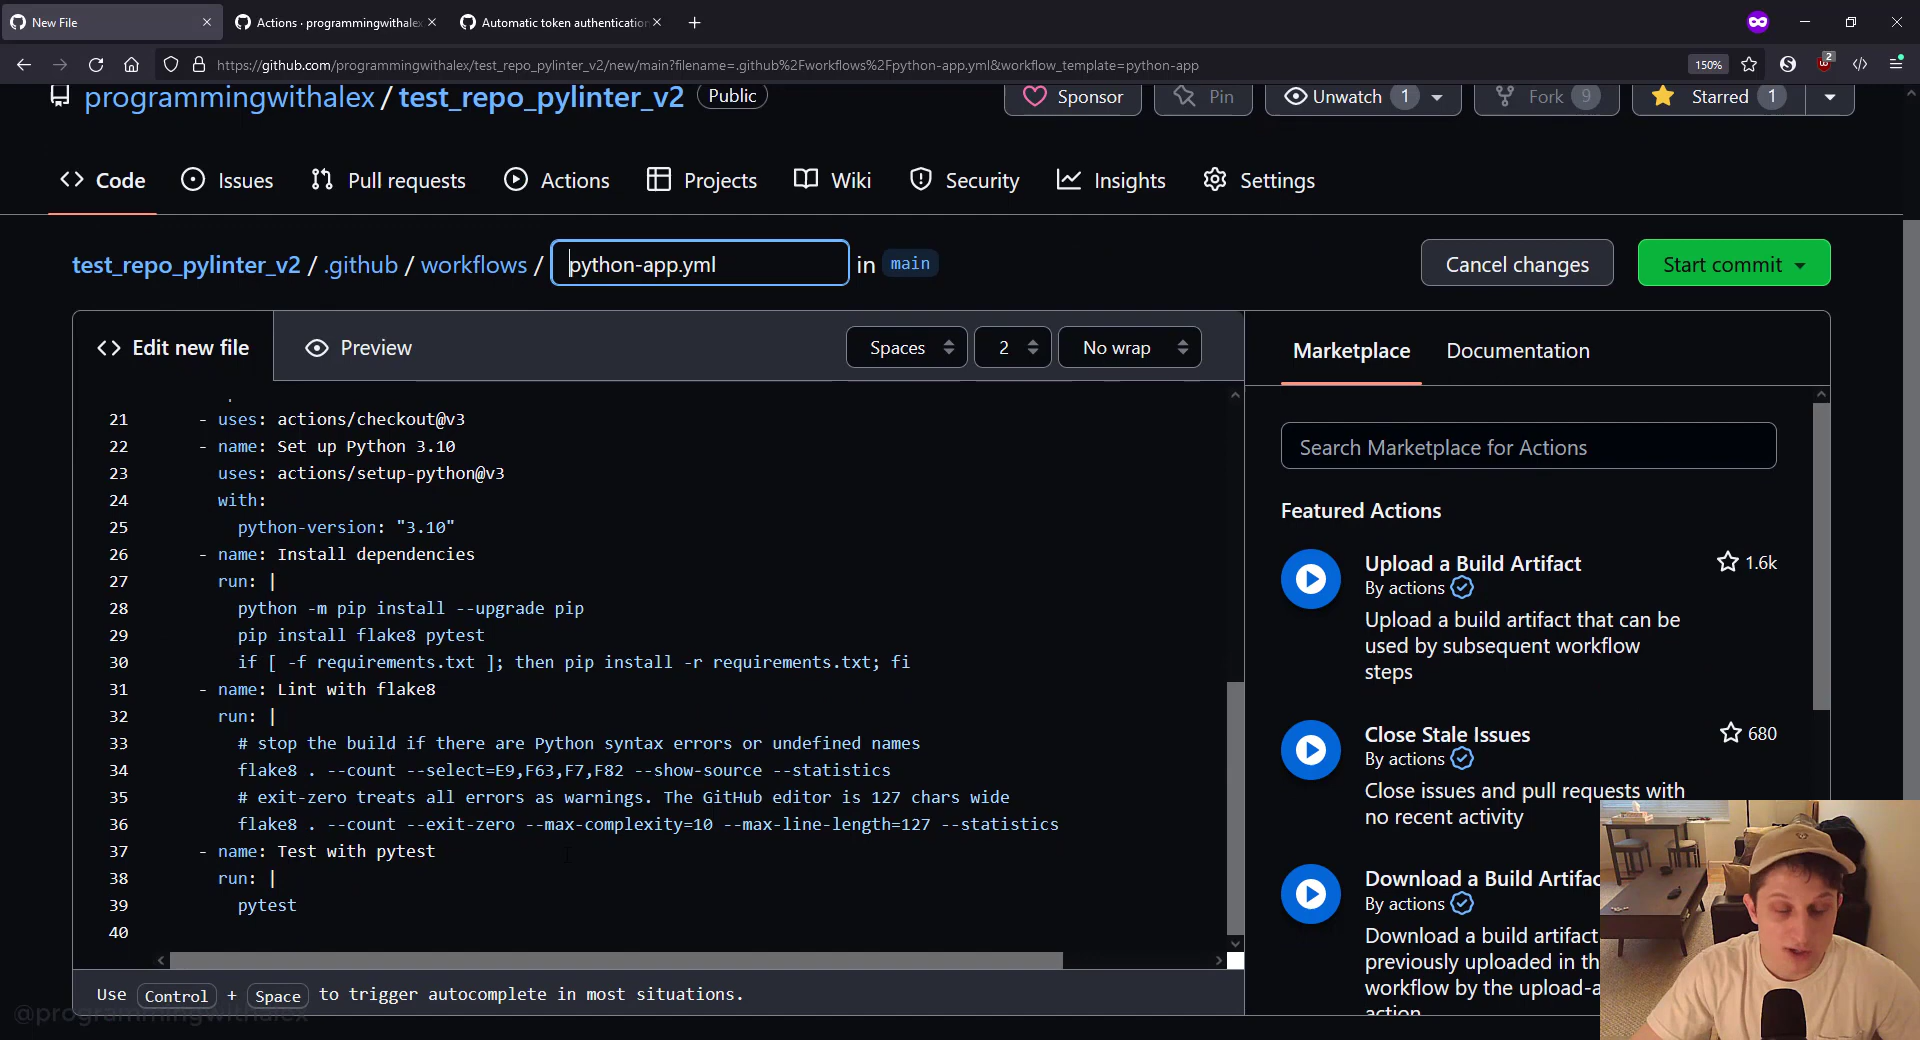 New File
Actions · programmingwithalex
Automatic token authentication
https://github.com/programmingwithalex/test_repo_pylinter_v2/new/main?filename=.github%2Fworkflows%2Fpython-app.yml&workflow_template=python-app
150%
2
programmingwithalex / test_repo_pylinter_v2 Public
Sponsor
Pin
Unwatch 1
Fork 9
Starred 1
Code
Issues
Pull requests
Actions
Projects
Wiki
Security
Insights
Settings
test_repo_pylinter_v2 / .github / workflows / python-app.yml in main
Cancel changes
Start commit
Edit new file
Preview
Spaces
2
No wrap
Marketplace
Documentation
21 - uses: actions/checkout@v3
22 - name: Set up Python 3.10
23 uses: actions/setup-python@v3
24 with:
25 python-version: "3.10"
26 - name: Install dependencies
27 run: |
28 python -m pip install --upgrade pip
29 pip install flake8 pytest
30 if [ -f requirements.txt ]; then pip install -r requirements.txt; fi
31 - name: Lint with flake8
32 run: |
33 # stop the build if there are Python syntax errors or undefined names
34 flake8 . --count --select=E9,F63,F7,F82 --show-source --statistics
35 # exit-zero treats all errors as warnings. The GitHub editor is 127 chars wide
36 flake8 . --count --exit-zero --max-complexity=10 --max-line-length=127 --statistics
37 - name: Test with pytest
38 run: |
39 pytest
40
Use Control + Space to trigger autocomplete in most situations.
@programmingwithalex
Search Marketplace for Actions
Featured Actions
Upload a Build Artifact
1.6k
By actions
Upload a build artifact that can be
used by subsequent workflow
steps
Close Stale Issues
680
By actions
Close issues and pull requests with
no recent activity
Download a Build Artifac
By actions
Download a build artifact
previously uploaded in th
workflow by the upload-a
action